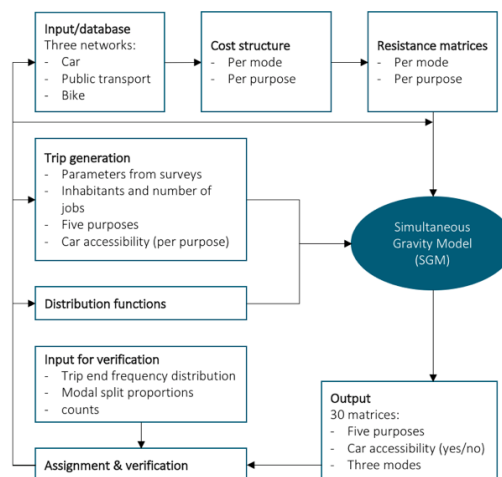 Input/database
Three networks:
- Car
- Public transport
- Bike
Cost structure
- Per mode
- Per purpose
Resistance matrices
- Per mode
- Per purpose
Trip generation
- Parameters from surveys
- Inhabitants and number of
jobs
- Five purposes
- Car accessibility (per purpose)
Simultaneous
Gravity Model
(SGM)
Distribution functions
Input for verification
- Trip end frequency distribution
- Modal split proportions
- counts
Output
30 matrices:
- Five purposes
- Car accessibility (yes/no)
- Three modes
Assignment & verification